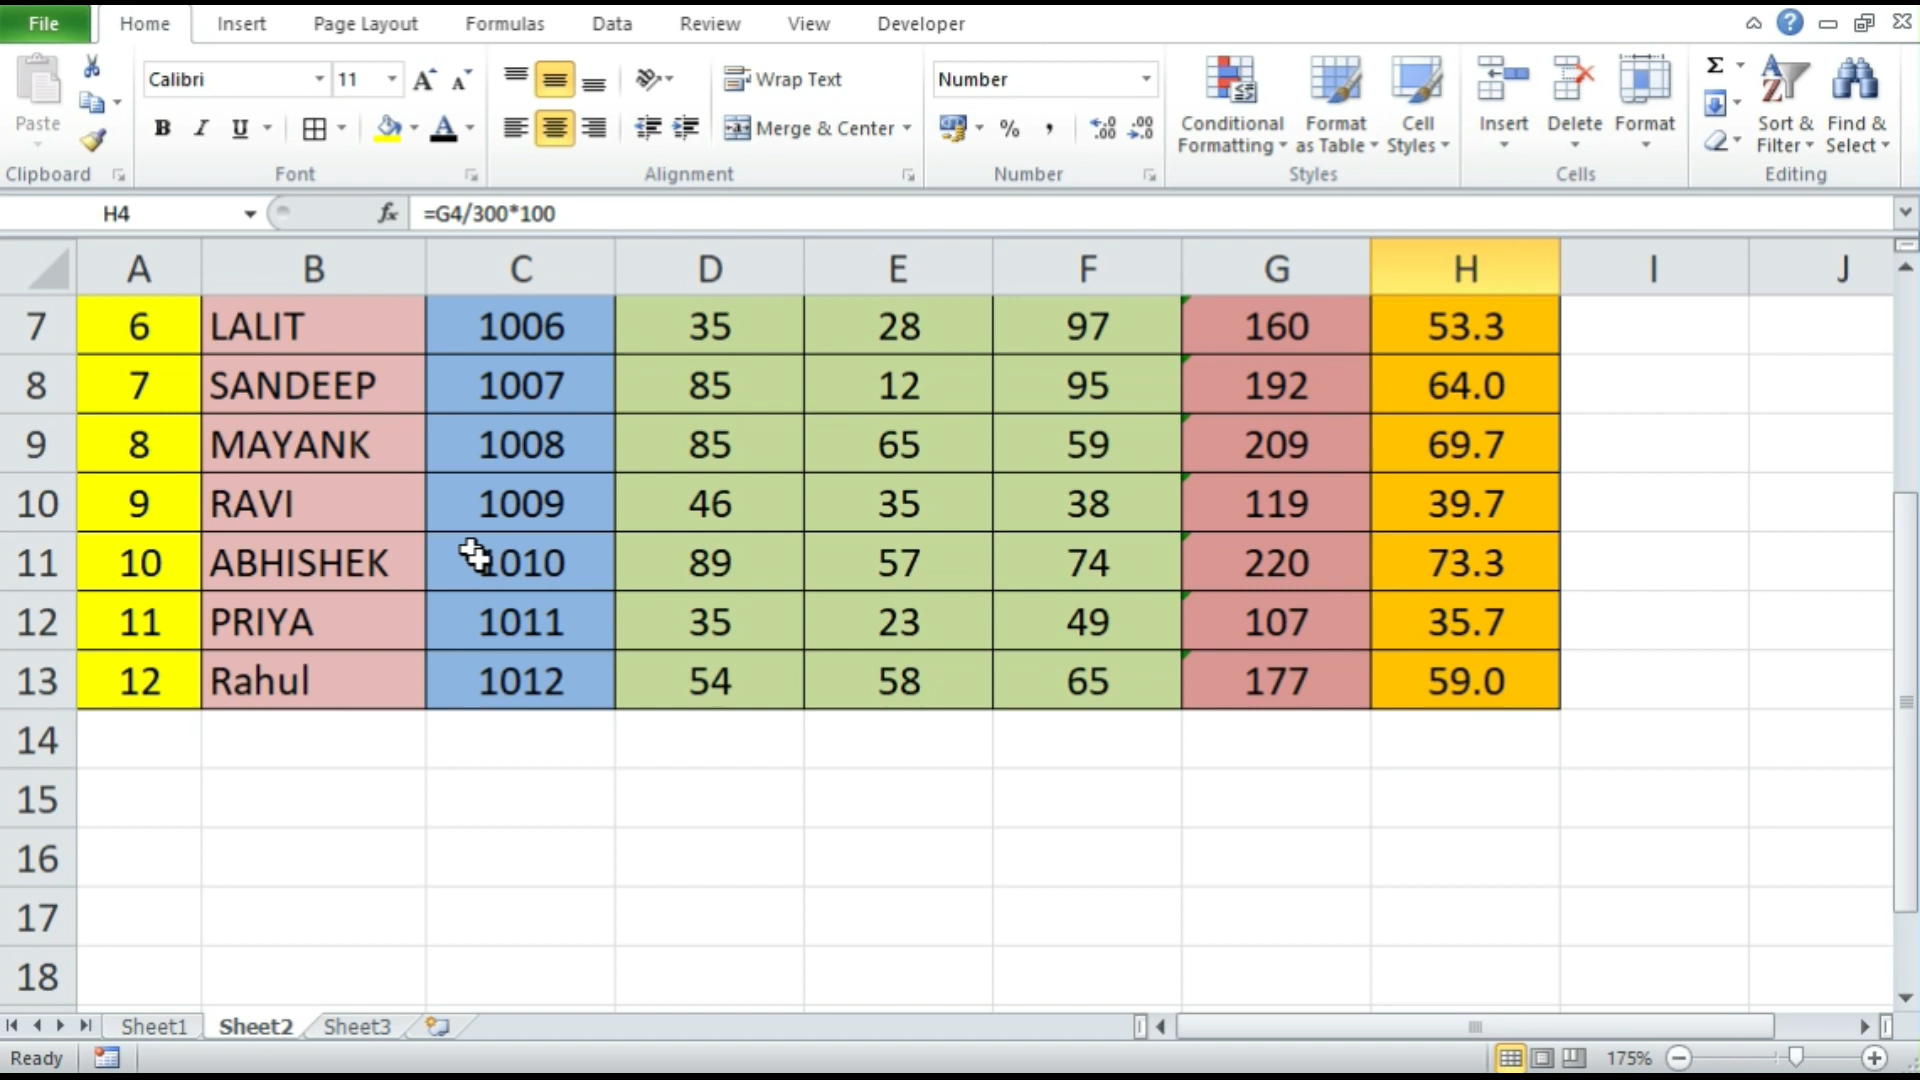 File Home Insert Page Layout Formulas Data Review View Developer
Calibri 11 Wrap Text Number
Paste B I U Merge & Center % , Conditional Formatting Format as Table Cell Styles Insert Delete Format Σ Sort & Filter Find & Select
Clipboard Font Alignment Number Styles Cells Editing
H4 fx =G4/300*100
A B C D E F G H I J
7 6 LALIT 1006 35 28 97 160 53.3
8 7 SANDEEP 1007 85 12 95 192 64.0
9 8 MAYANK 1008 85 65 59 209 69.7
10 9 RAVI 1009 46 35 38 119 39.7
11 10 ABHISHEK 1010 89 57 74 220 73.3
12 11 PRIYA 1011 35 23 49 107 35.7
13 12 Rahul 1012 54 58 65 177 59.0
14
15
16
17
18
Sheet1 Sheet2 Sheet3
Ready 175%